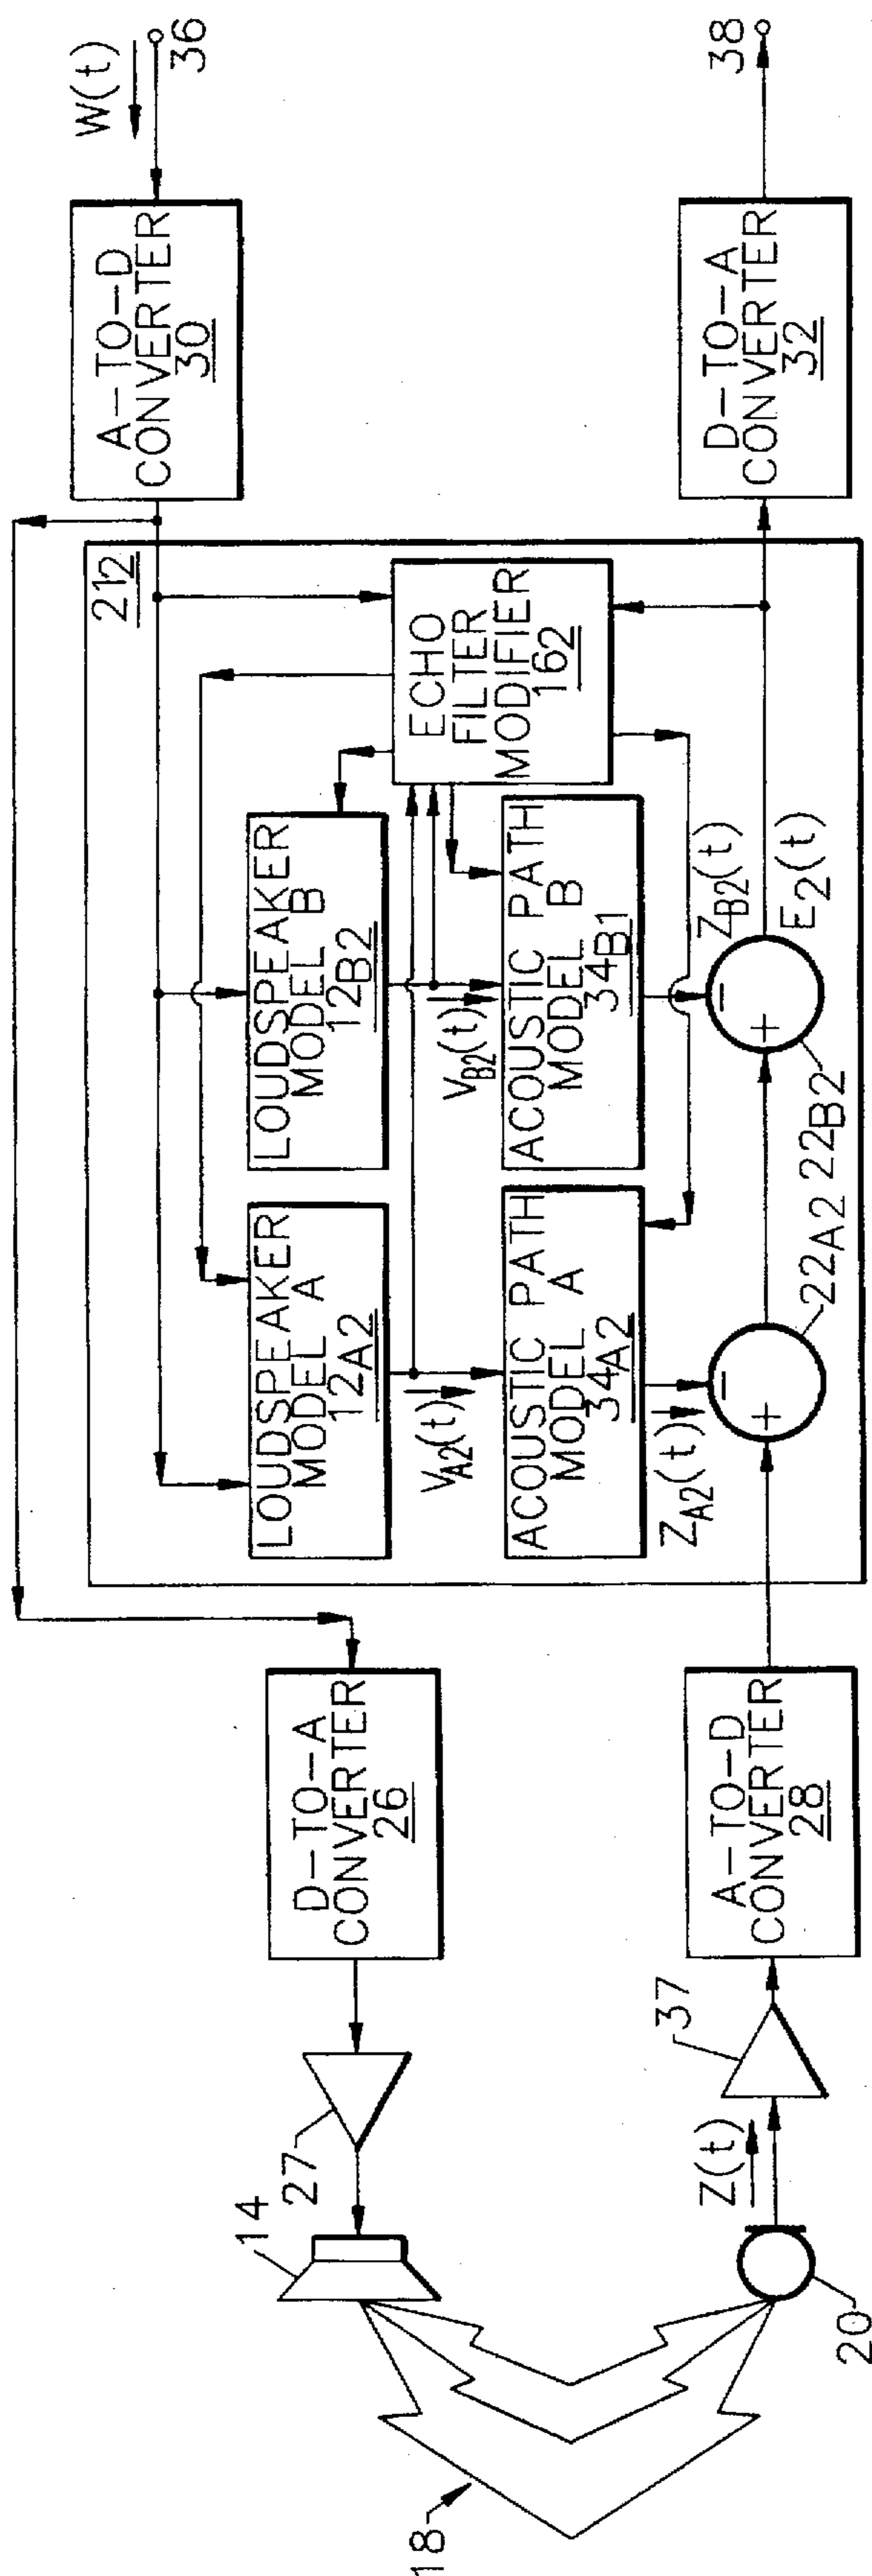 W(t)
36
A-TO-D
CONVERTER
30
38
D-TO-A
CONVERTER
32
212
ECHO
FILTER
MODIFIER
162
LOUDSPEAKER
MODEL B
12B2
VB2(t)
ACOUSTIC PATH
MODEL B
34B1
ZB2(t)
−
+
E2(t)
22B2
LOUDSPEAKER
MODEL A
12A2
VA2(t)
ACOUSTIC PATH
MODEL A
34A2
ZA2(t)
−
+
22A2
D-TO-A
CONVERTER
26
27
14
A-TO-D
CONVERTER
28
37
Z(t)
20
18